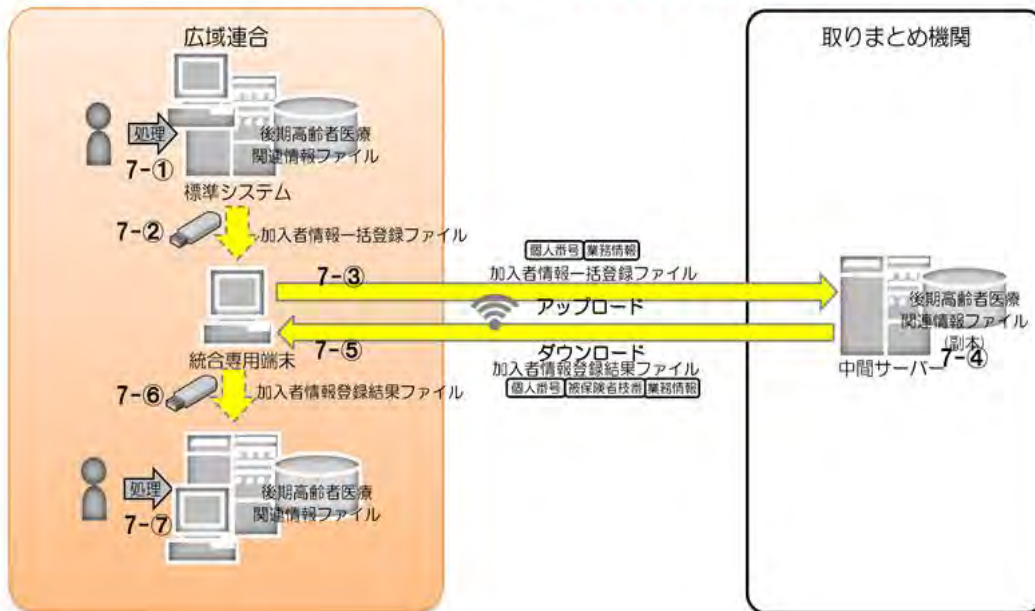 広域連合
取りまとめ機関
処理
7-①
後期高齢者医療
関連情報ファイル
標準システム
7-②
加入者情報一括登録ファイル
個人番号 業務情報
加入者情報一括登録ファイル
7-③
アップロード
後期高齢者医療
関連情報ファイル
(副本)
7-④
中間サーバー
7-⑤
ダウンロード
加入者情報登録結果ファイル
個人番号 被保険者枝番 業務情報
統合専用端末
7-⑥
加入者情報登録結果ファイル
処理
7-⑦
後期高齢者医療
関連情報ファイル